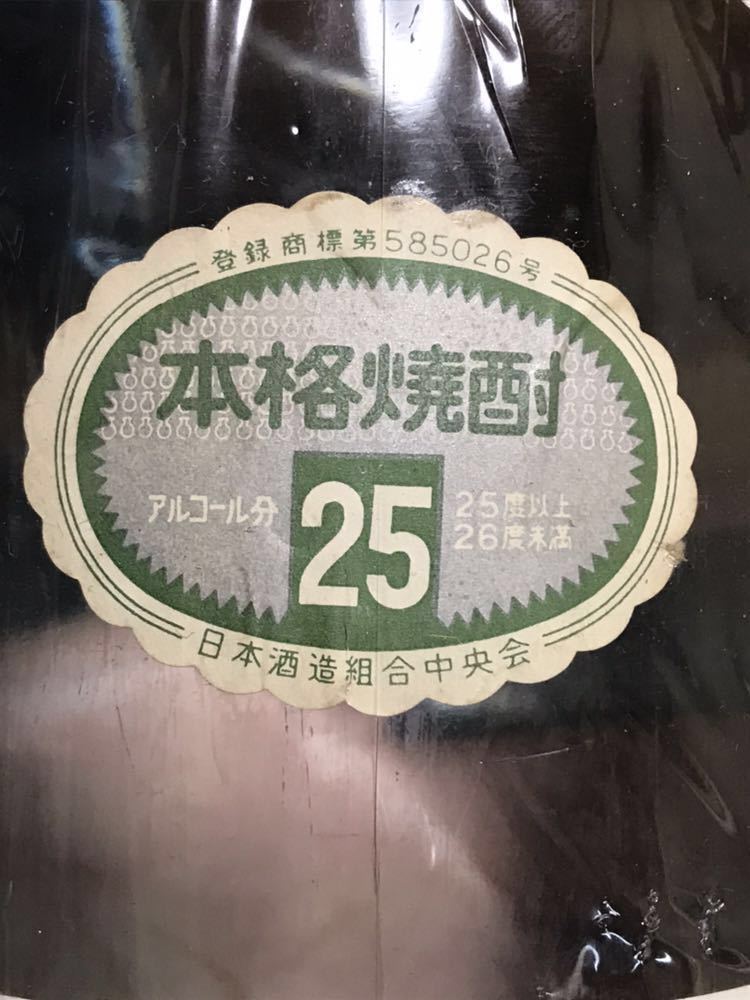 登録商標第585026号
本格焼酎
アルコール分
25
25度以上
26度未満
日本酒造組合中央会